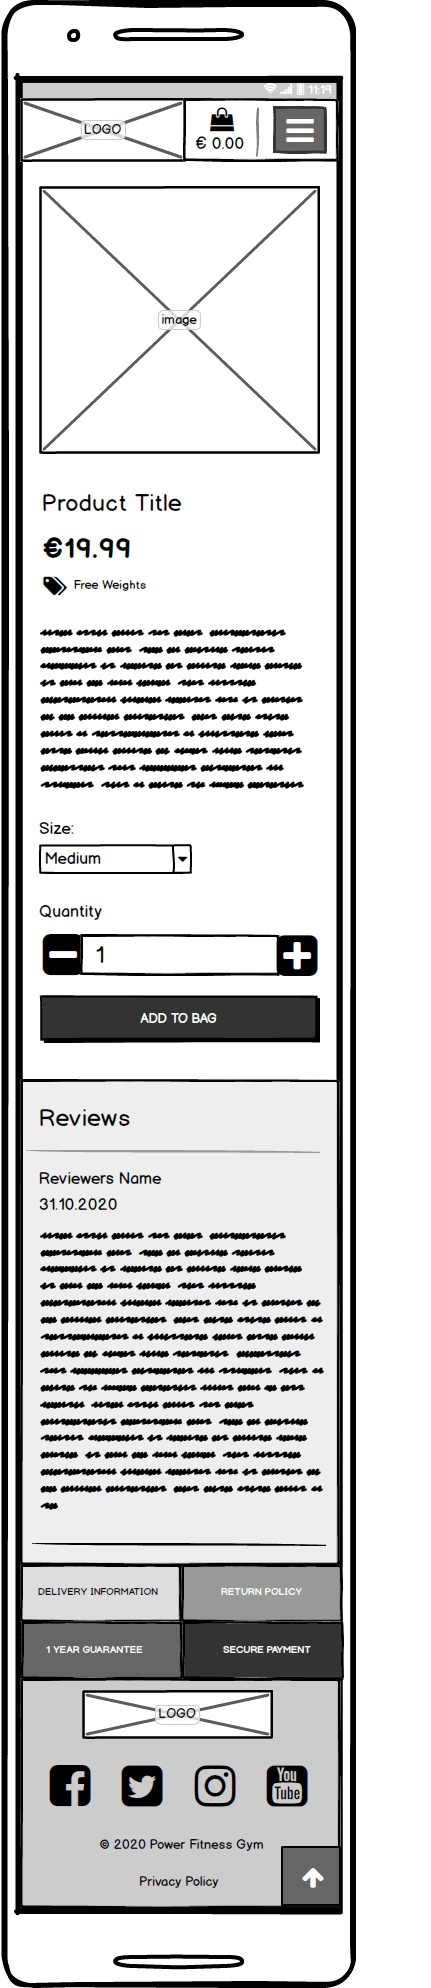 11:19
LOGO
€ 0.00
image
Product Title
€19.99
Free Weights
Size:
Medium
Quantity
1
ADD TO BAG
Reviews
Reviewers Name
31.10.2020
DELIVERY INFORMATION
RETURN POLICY
1 YEAR GUARANTEE
SECURE PAYMENT
LOGO
You
Tube
© 2020 Power Fitness Gym
Privacy Policy